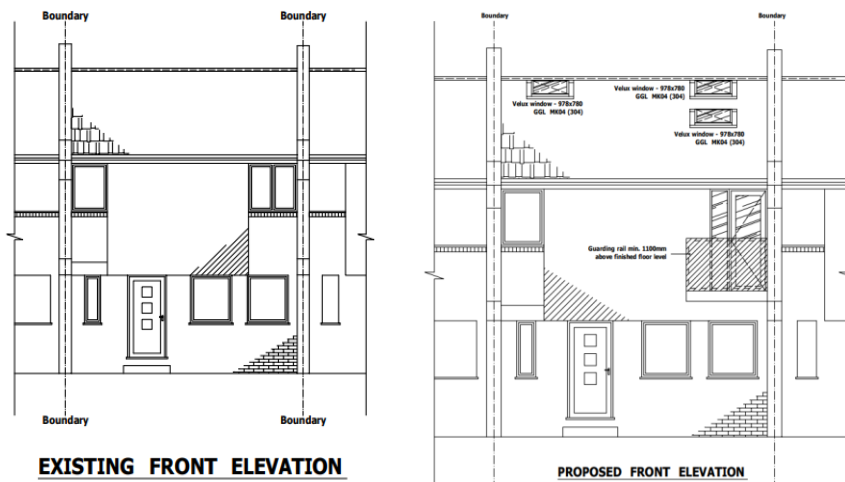 Boundary
Boundary
Boundary
Boundary
EXISTING FRONT ELEVATION
Boundary
Boundary
Velux window - 978x780
GGL MK04 (304)
Velux window - 978x780
GGL MK04 (304)
Velux window - 978x780
GGL MK04 (304)
Guarding rail min. 1100mm
above finished floor level
PROPOSED FRONT ELEVATION